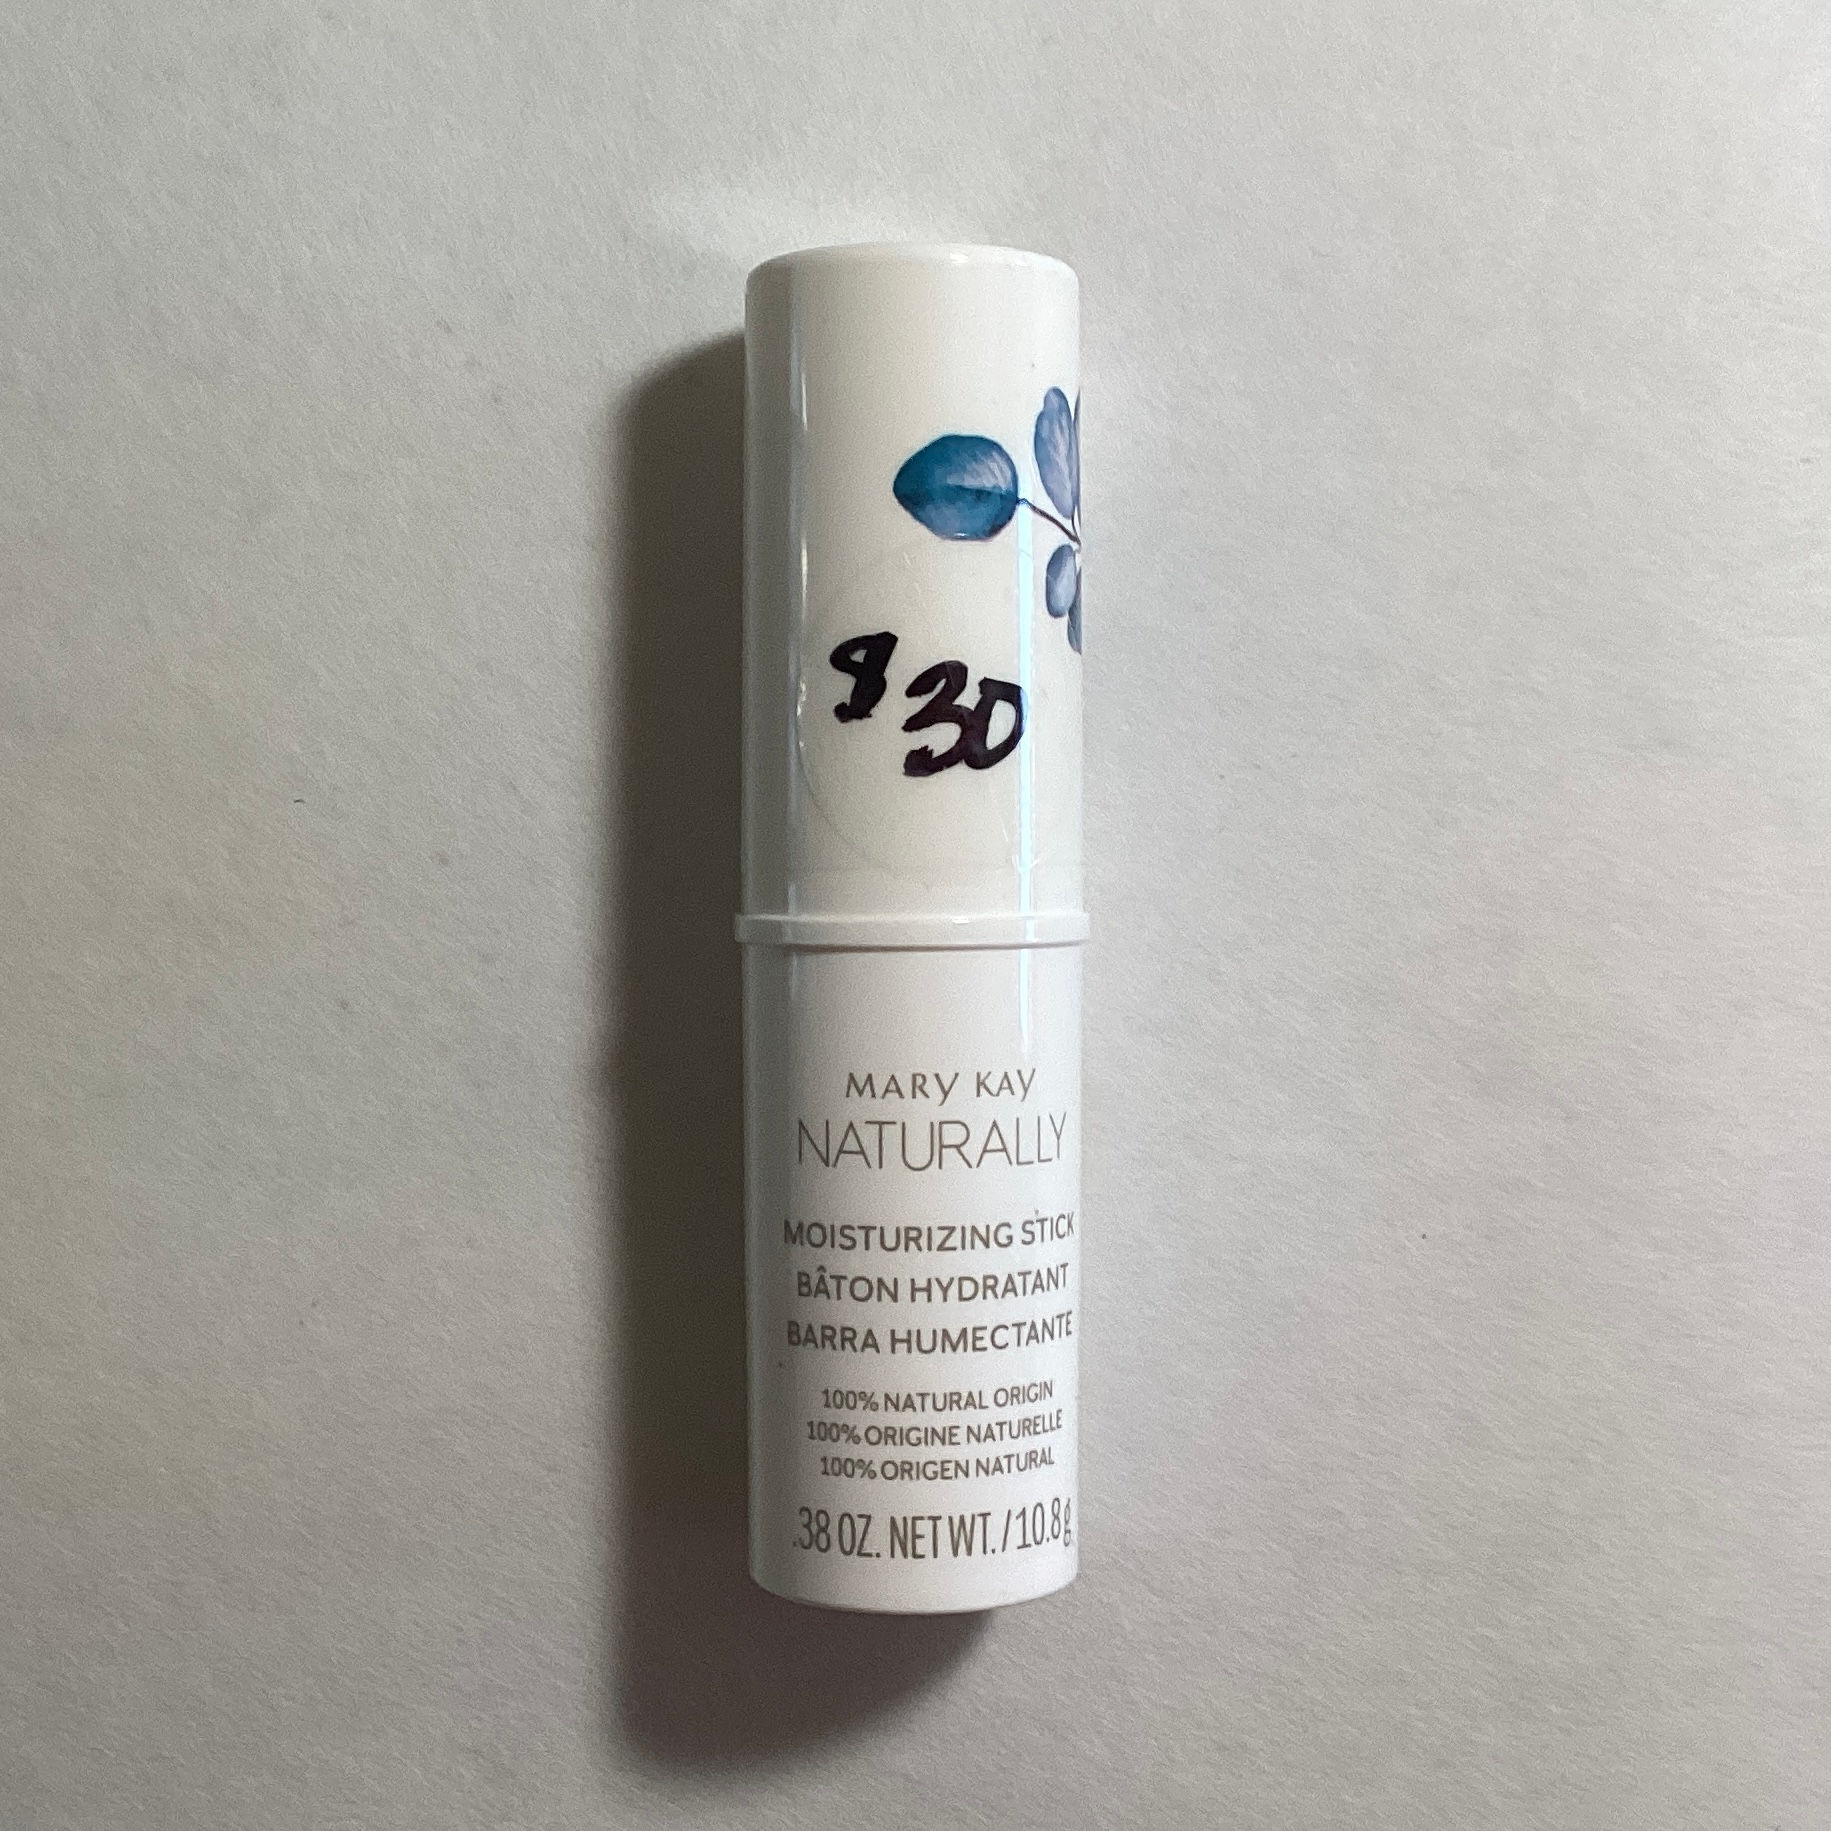 $30
MARY KAY
NATURALLY
MOISTURIZING STICK
BÂTON HYDRATANT
BARRA HUMECTANTE
100% NATURAL ORIGIN
100% ORIGINE NATURELLE
100% ORIGEN NATURAL
.38 OZ. NET WT. / 10.8g